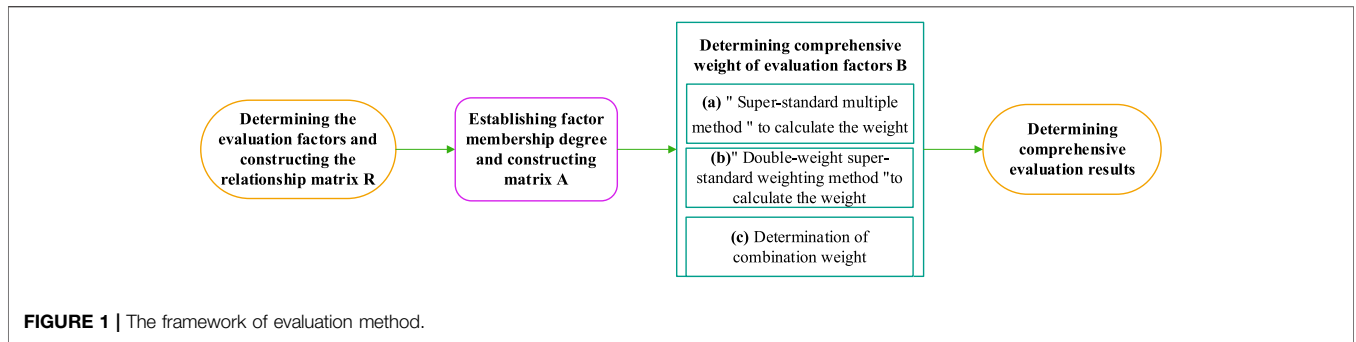 Determining the
evaluation factors and
constructing the
relationship matrix R
Establishing factor
membership degree
and constructing
matrix A
Determining comprehensive
weight of evaluation factors B
(a) " Super-standard multiple
method " to calculate the weight
(b)" Double-weight super-
standard weighting method "to
calculate the weight
(c) Determination of
combination weight
Determining
comprehensive
evaluation results
FIGURE 1 | The framework of evaluation method.